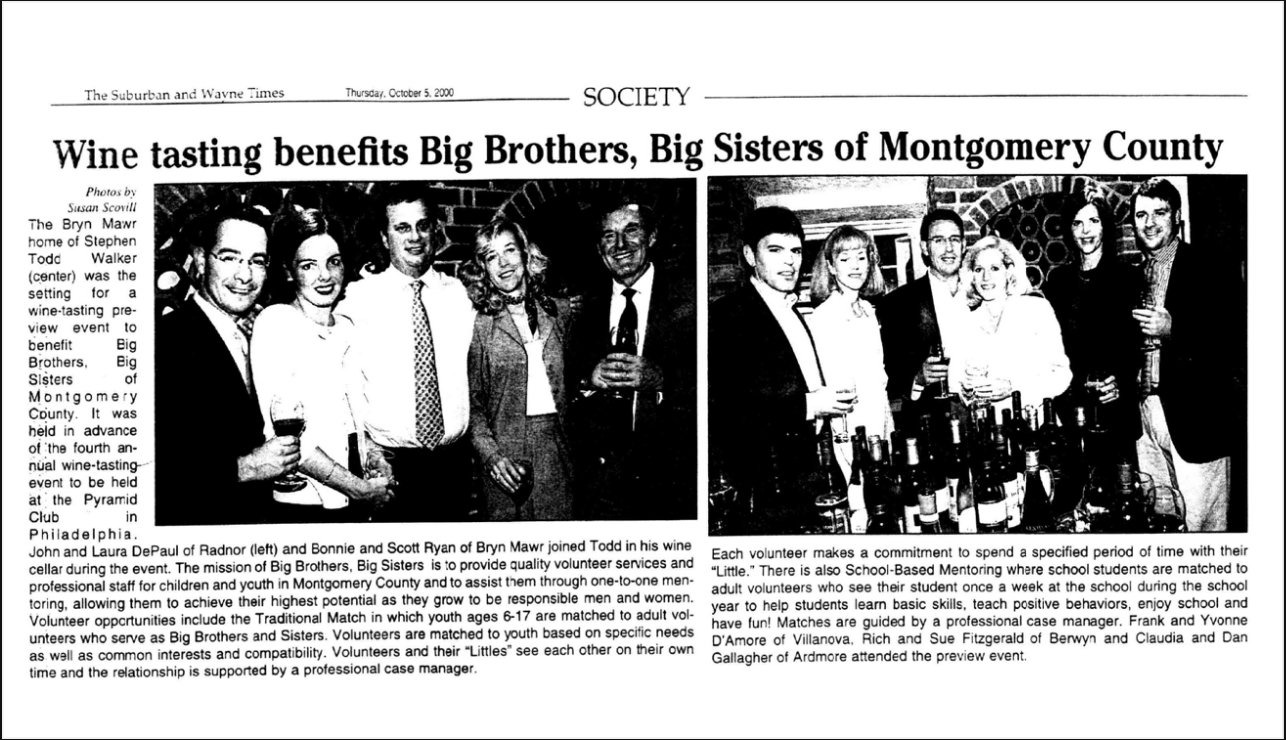 The Suburban and Wayne Times Thursday, October 5, 2000 SOCIETY
Wine tasting benefits Big Brothers, Big Sisters of Montgomery County
Photos by
Susan Scovill
The Bryn Mawr
home of Stephen
Todd Walker
(center) was the
setting for a
wine-tasting pre-
view event to
benefit Big
Brothers, Big
Sisters of
Montgomery
County. It was
held in advance
of the fourth an-
nual wine-tasting
event to be held
at the Pyramid
Club in
Philadelphia.
John and Laura DePaul of Radnor (left) and Bonnie and Scott Ryan of Bryn Mawr joined Todd in his wine
cellar during the event. The mission of Big Brothers, Big Sisters is to provide quality volunteer services and
professional staff for children and youth in Montgomery County and to assist them through one-to-one men-
toring, allowing them to achieve their highest potential as they grow to be responsible men and women.
Volunteer opportunities include the Traditional Match in which youth ages 6-17 are matched to adult vol-
unteers who serve as Big Brothers and Sisters. Volunteers are matched to youth based on specific needs
as well as common interests and compatibility. Volunteers and their "Littles" see each other on their own
time and the relationship is supported by a professional case manager.
Each volunteer makes a commitment to spend a specified period of time with their
"Little." There is also School-Based Mentoring where school students are matched to
adult volunteers who see their student once a week at the school during the school
year to help students learn basic skills, teach positive behaviors, enjoy school and
have fun! Matches are guided by a professional case manager. Frank and Yvonne
D'Amore of Villanova, Rich and Sue Fitzgerald of Berwyn and Claudia and Dan
Gallagher of Ardmore attended the preview event.